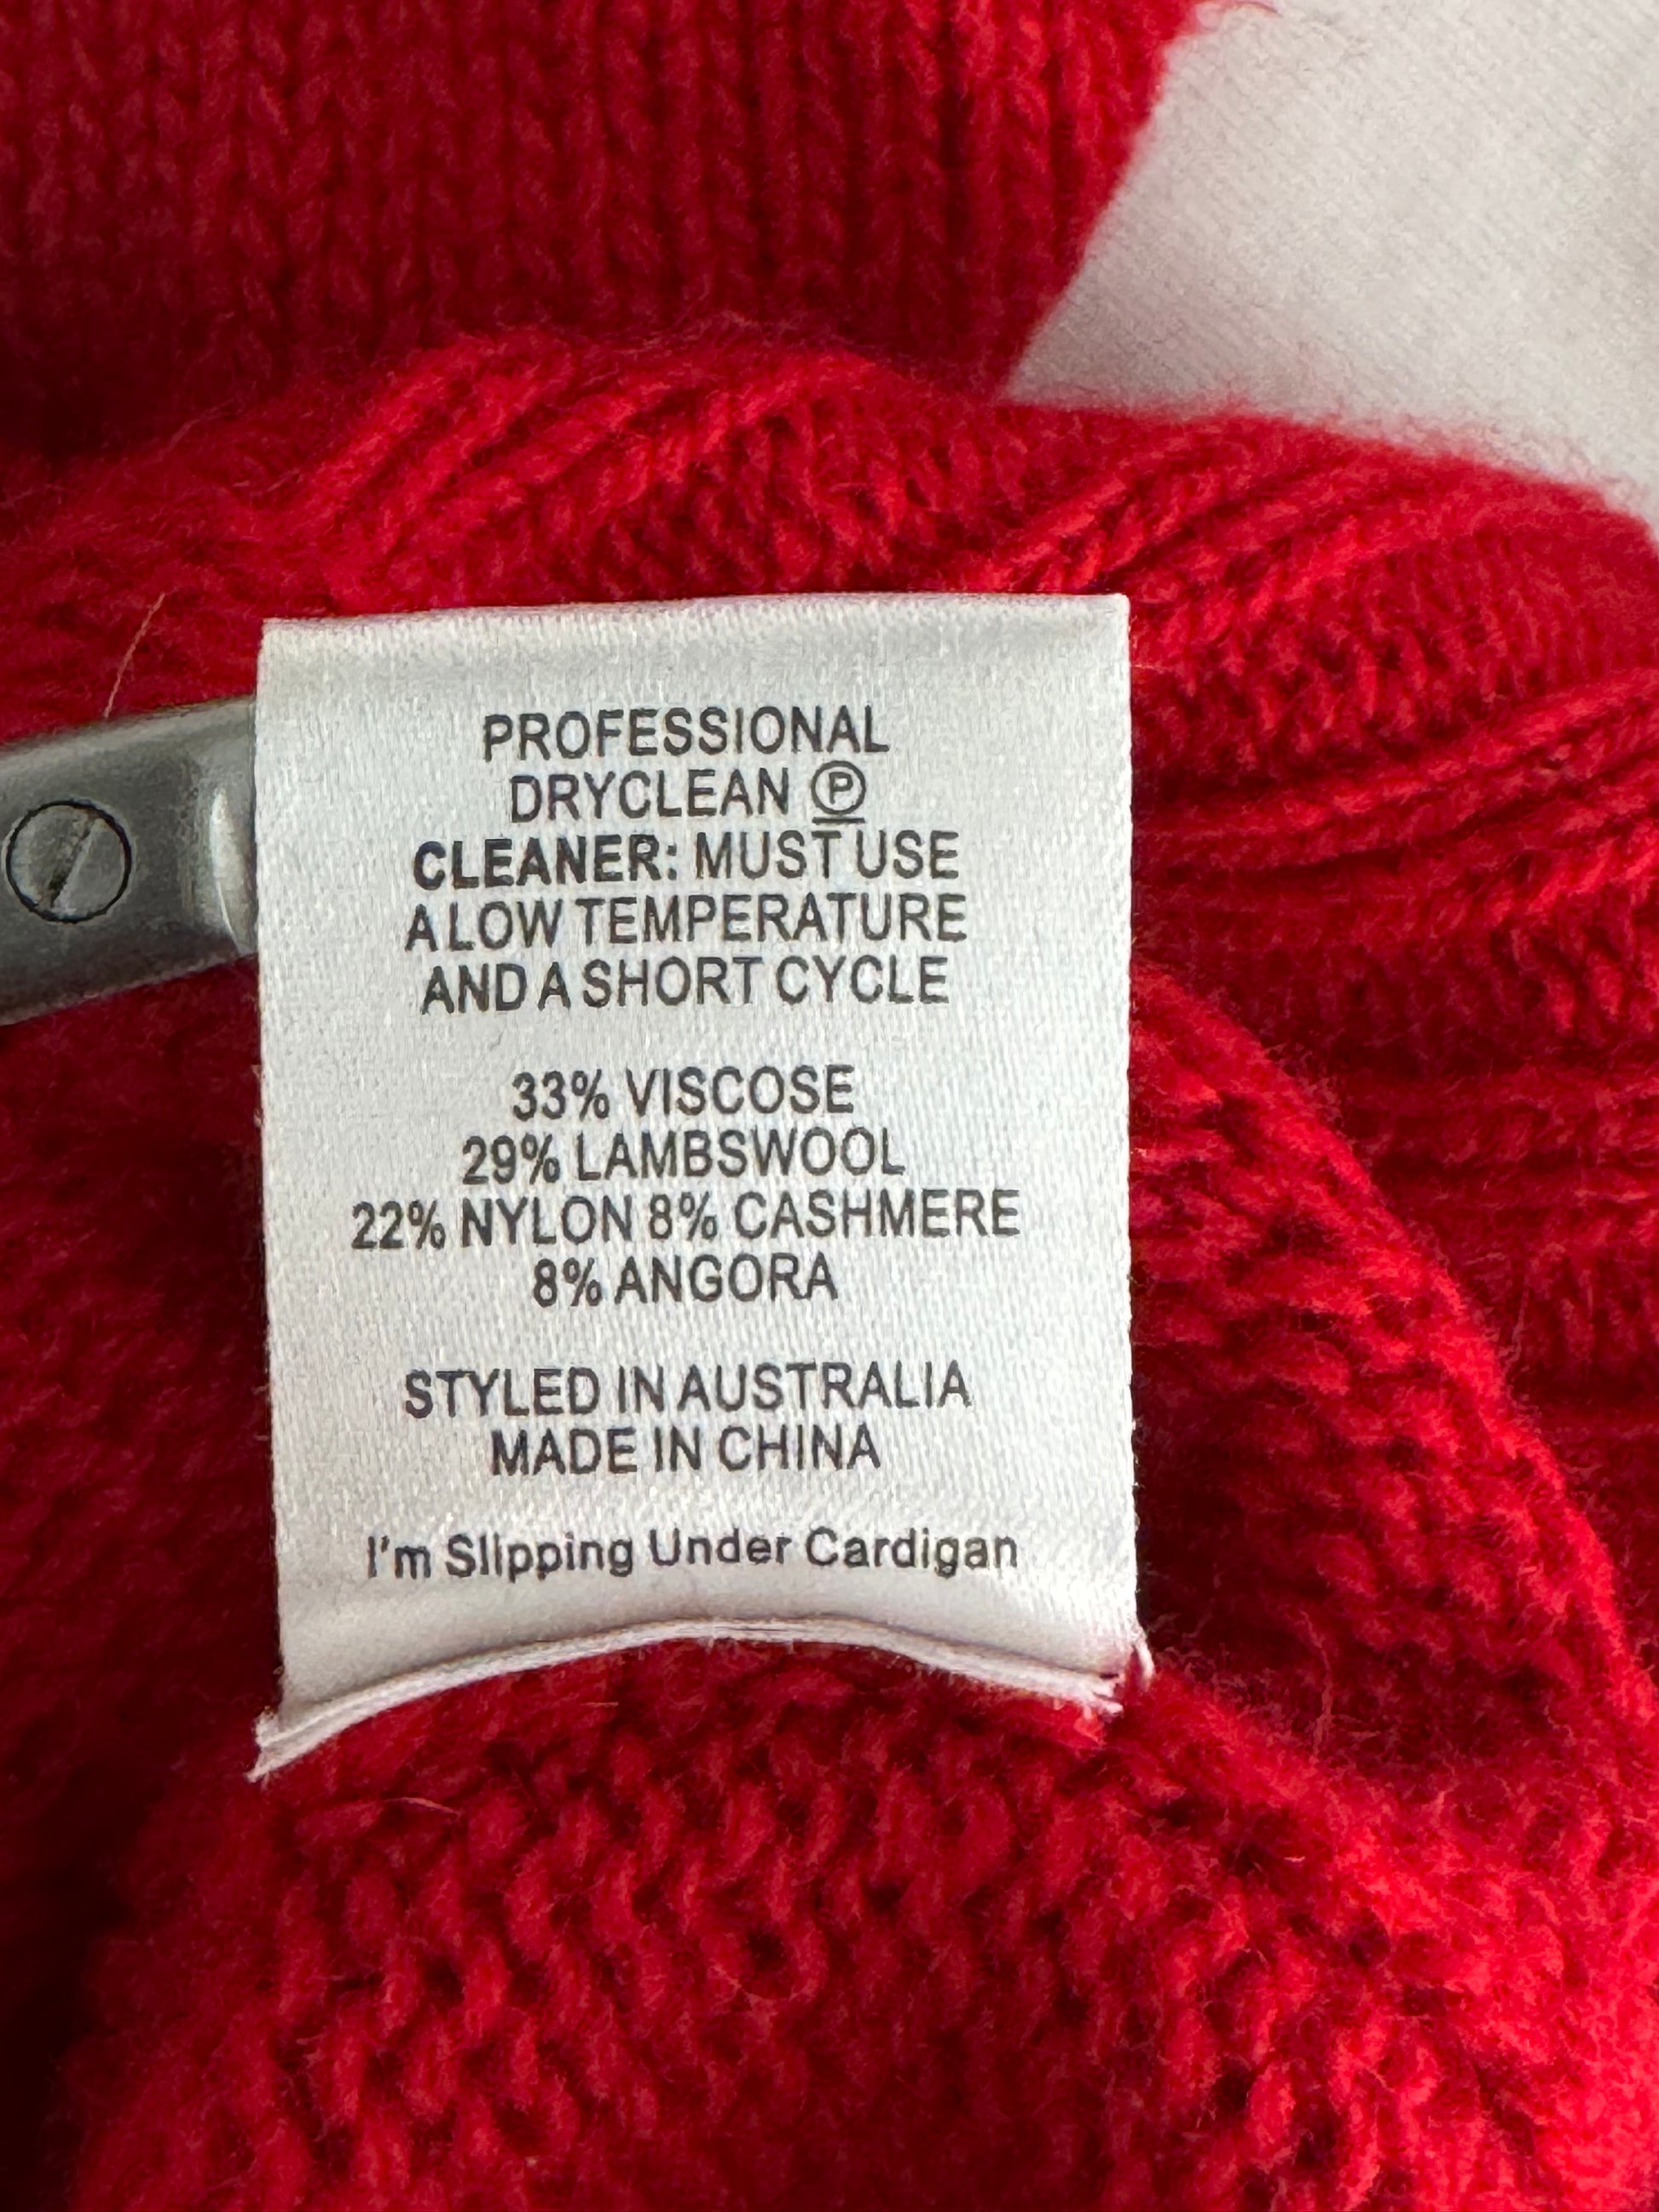 PROFESSIONAL
DRYCLEAN Ⓟ
CLEANER: MUST USE
A LOW TEMPERATURE
AND A SHORT CYCLE
33% VISCOSE
29% LAMBSWOOL
22% NYLON 8% CASHMERE
8% ANGORA
STYLED IN AUSTRALIA
MADE IN CHINA
I'm Slipping Under Cardigan